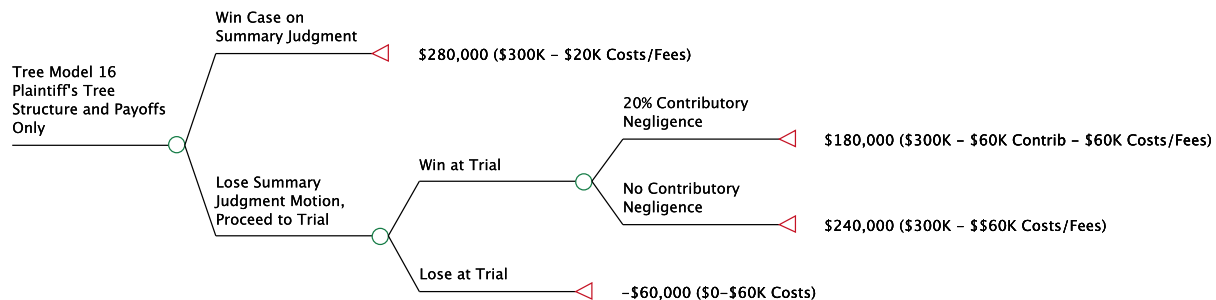 Win Case on
Summary Judgment
$280,000 ($300K - $20K Costs/Fees)
Tree Model 16
Plaintiff's Tree
Structure and Payoffs
Only
20% Contributory
Negligence
$180,000 ($300K - $60K Contrib - $60K Costs/Fees)
Win at Trial
Lose Summary
Judgment Motion,
Proceed to Trial
No Contributory
Negligence
$240,000 ($300K - $$60K Costs/Fees)
Lose at Trial
-$60,000 ($0-$60K Costs)